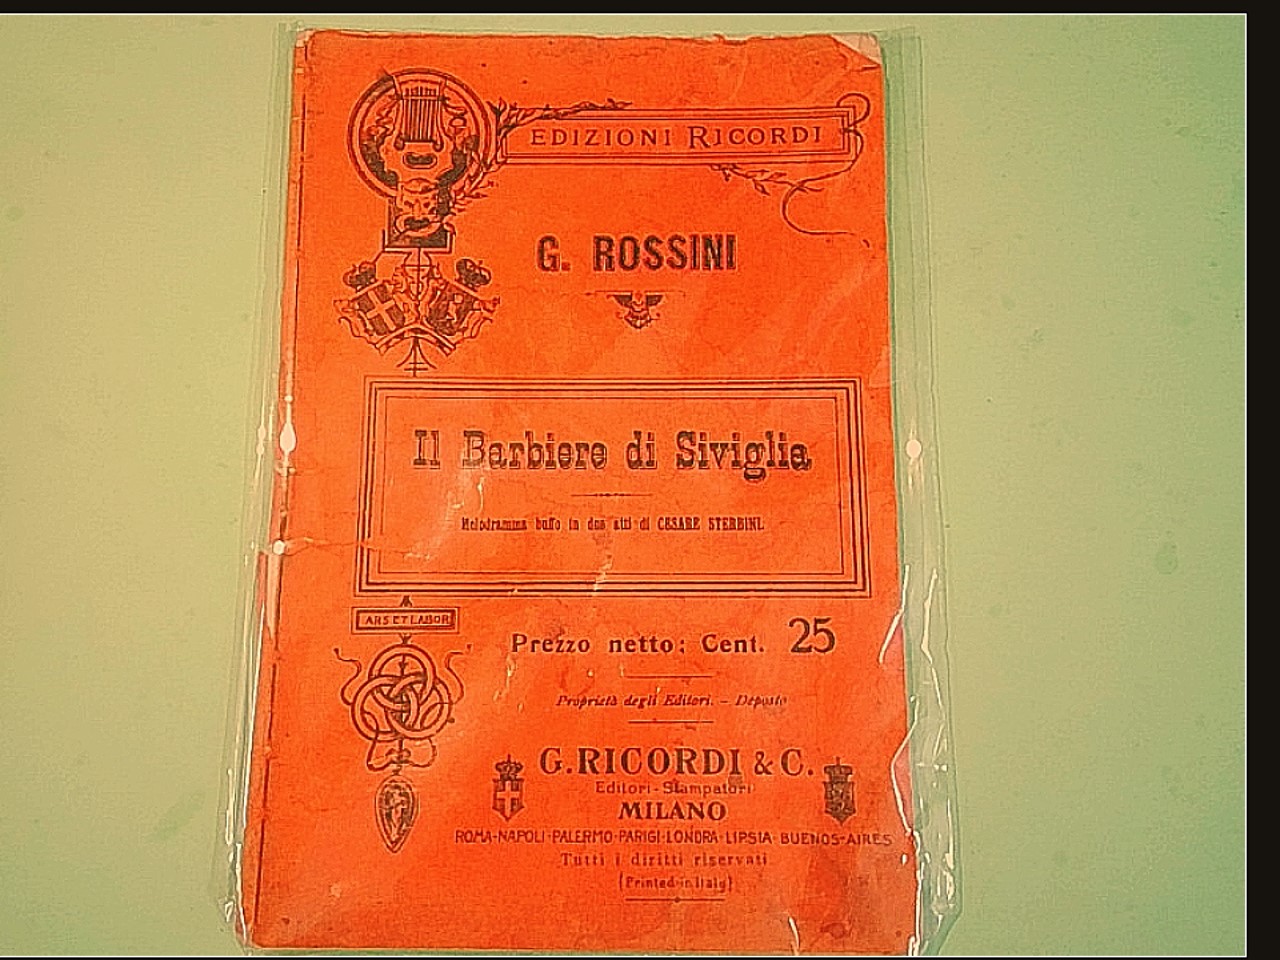 EDIZIONI RICORDI
G. ROSSINI
Il Barbiere di Siviglia
Melodramma buffo in due atti di CESARE STERBINI.
ARS ET LABOR
Prezzo netto: Cent. 25
Proprietà degli Editori. - Deposto
G. RICORDI & C.
Editori-Stampatori
MILANO
ROMA-NAPOLI-PALERMO-PARIGI-LONDRA-LIPSIA-BUENOS-AIRES
Tutti i diritti riservati
(Printed in Italy)